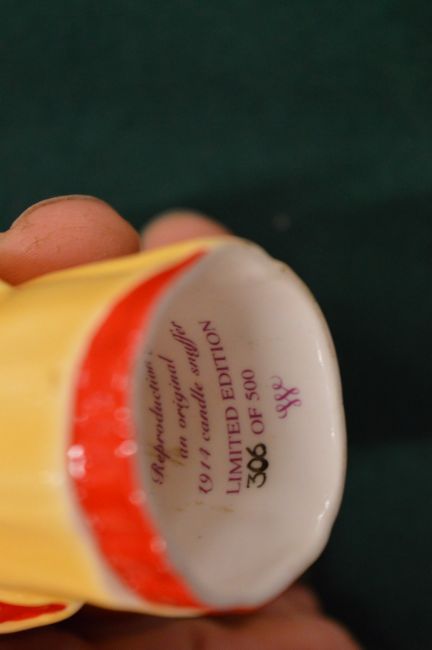 Reproduction
an original
1914 candle snuffer
LIMITED EDITION
306 OF 500